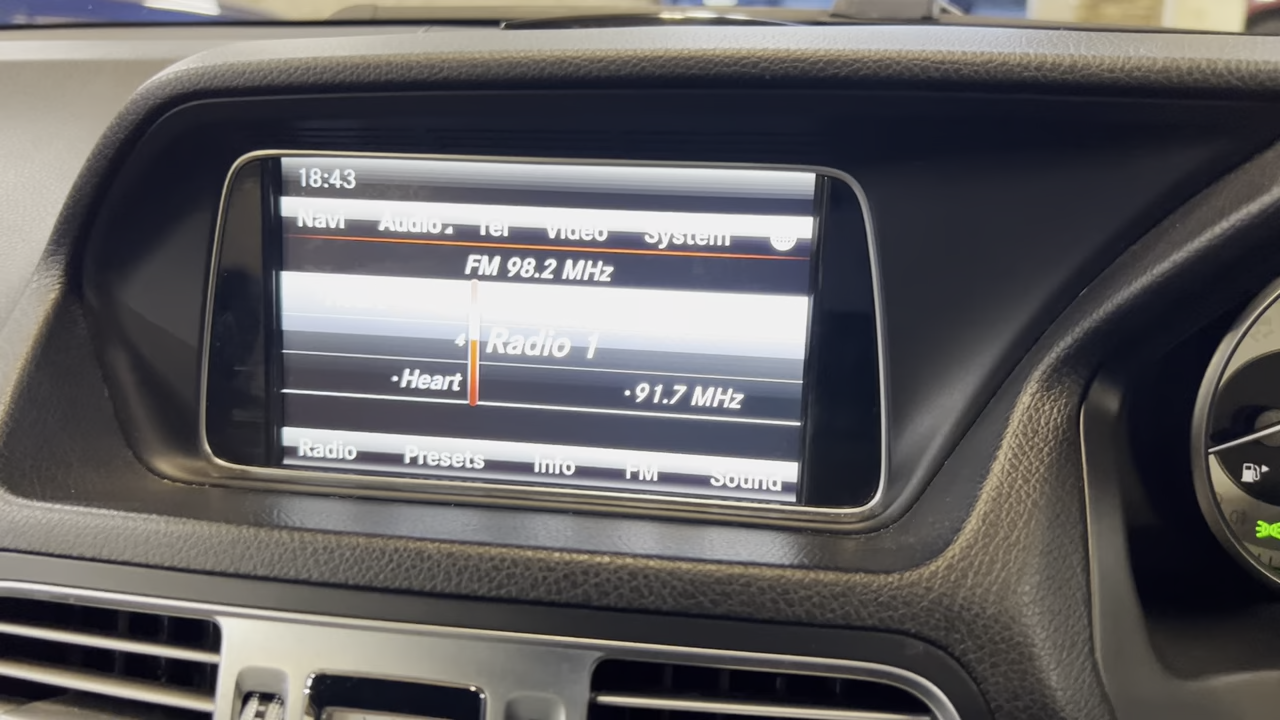 18:43
Navi Audio Tel Video System
FM 98.2 MHz
4 Radio 1
·Heart ·91.7 MHz
Radio Presets Info FM Sound